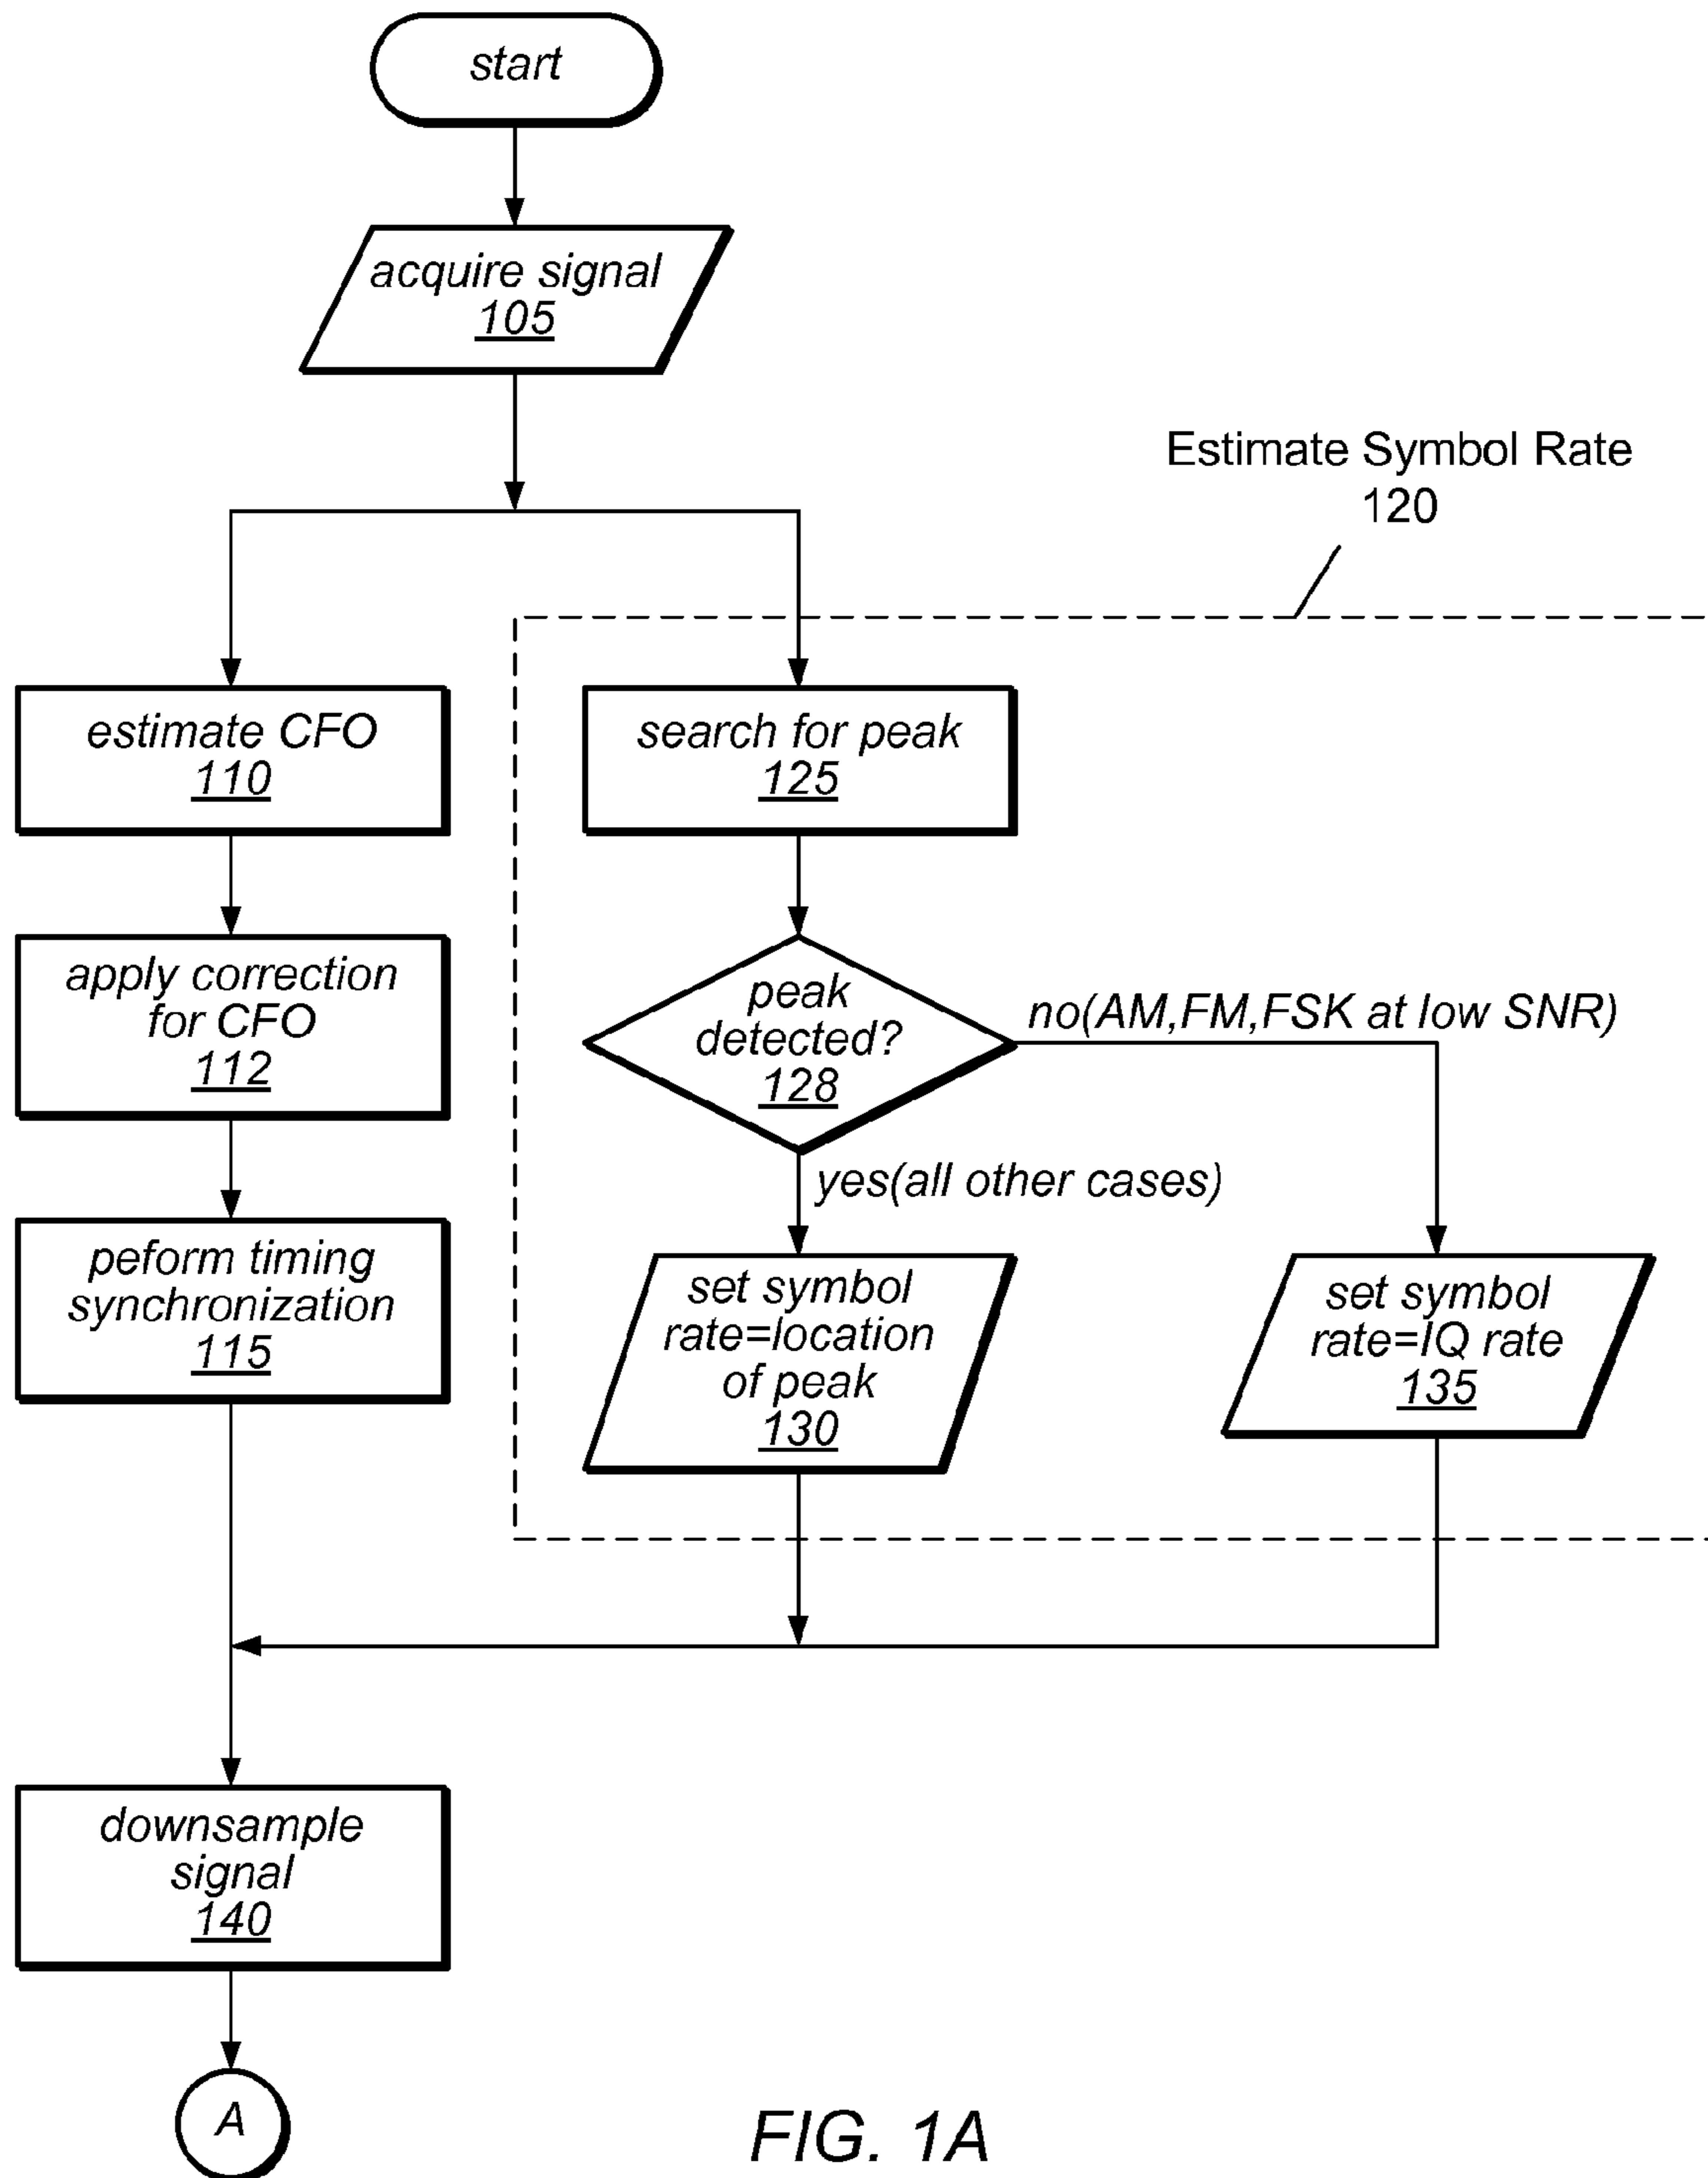 start
acquire signal
105
Estimate Symbol Rate
120
estimate CFO
110
search for peak
125
apply correction
for CFO
112
peak
detected?
128
no(AM,FM,FSK at low SNR)
yes(all other cases)
peform timing
synchronization
115
set symbol
rate=location
of peak
130
set symbol
rate=IQ rate
135
downsample
signal
140
A
FIG. 1A